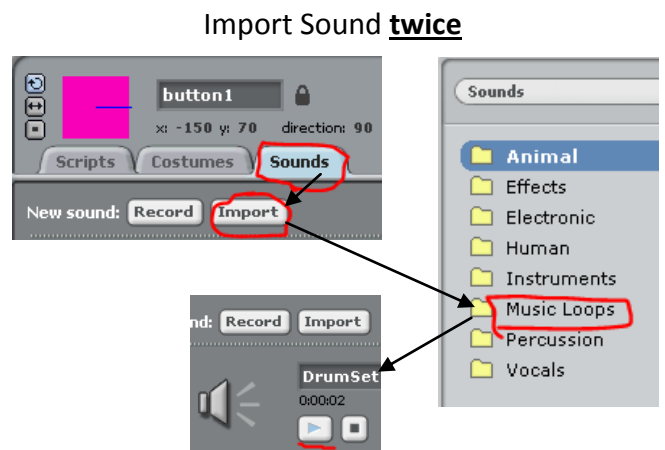 Import Sound twice
button1
x: -150 y: 70 direction: 90
Scripts Costumes Sounds
New sound: Record Import
Sounds
Animal
Effects
Electronic
Human
Instruments
Music Loops
Percussion
Vocals
nd: Record Import
DrumSet
0:00:02